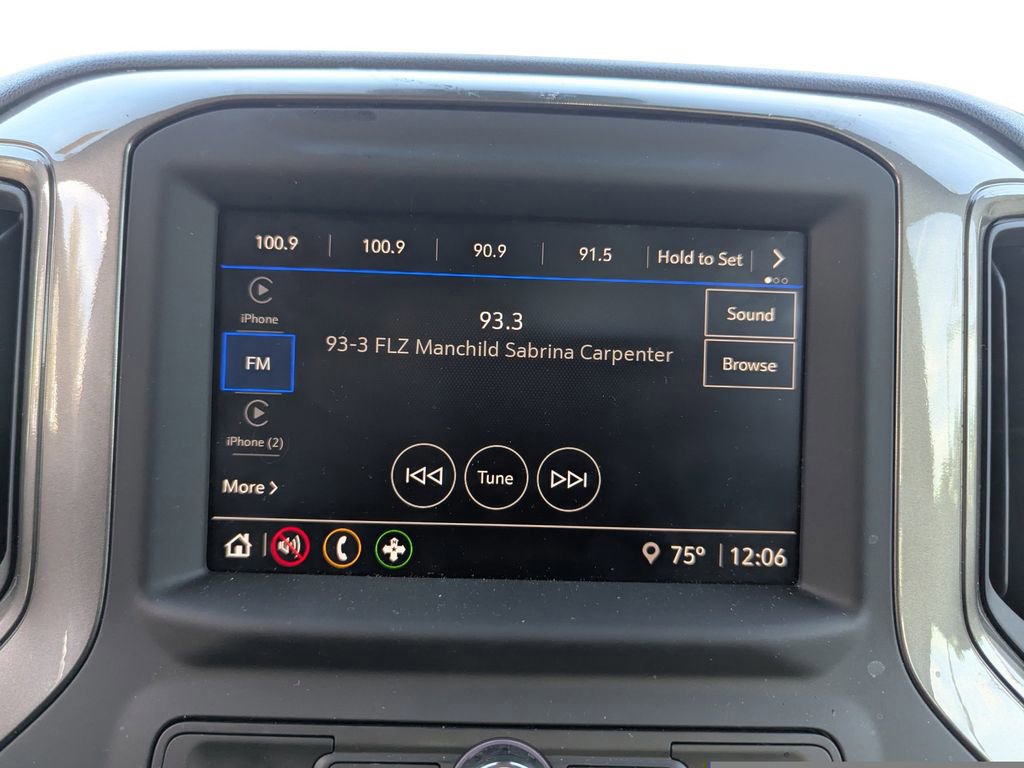 100.9 100.9 90.9 91.5 Hold to Set
iPhone
FM
iPhone (2)
More
93.3
93-3 FLZ Manchild Sabrina Carpenter
Sound
Browse
Tune
75° 12:06